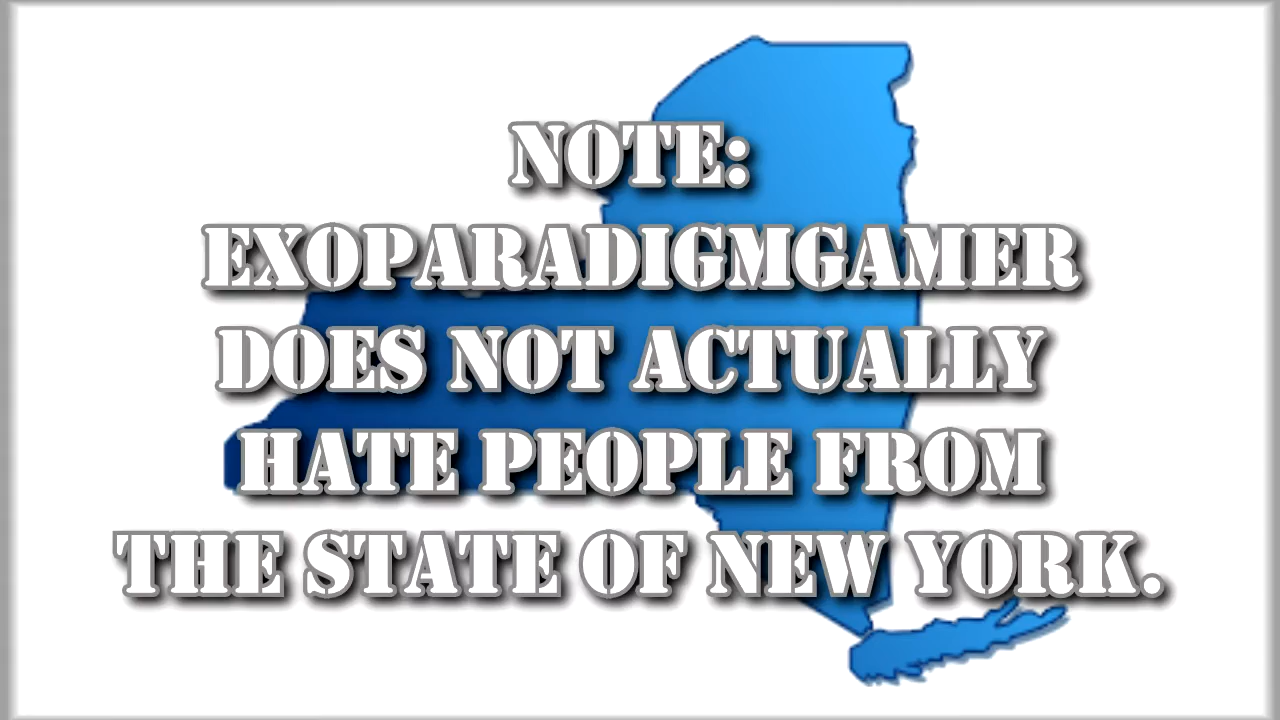 NOTE:
EXOPARADIGMGAMER
DOES NOT ACTUALLY
HATE PEOPLE FROM
THE STATE OF NEW YORK.